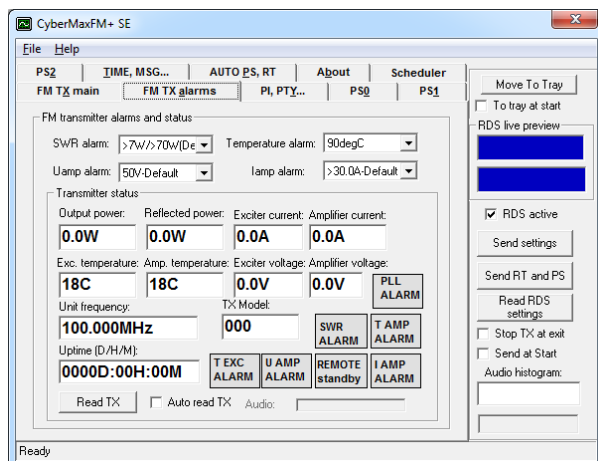 CyberMaxFM+ SE
File Help
PS2 TIME, MSG... AUTO PS, RT About Scheduler
FM TX main FM TX alarms PI, PTY... PS0 PS1
FM transmitter alarms and status
SWR alarm: >7W/>70W(De Temperature alarm: 90degC
Uamp alarm: 50V-Default Iamp alarm: >30.0A-Default
Transmitter status
Output power: Reflected power: Exciter current: Amplifier current:
0.0W 0.0W 0.0A 0.0A
Exc. temperature: Amp. temperature: Exciter voltage: Amplifier voltage:
18C 18C 0.0V 0.0V
PLL
ALARM
Unit frequency: TX Model:
100.000MHz 000
SWR
ALARM
T AMP
ALARM
Uptime (D/H/M):
0000D:00H:00M
T EXC
ALARM
U AMP
ALARM
REMOTE
standby
I AMP
ALARM
Read TX Auto read TX Audio:
Move To Tray
To tray at start
RDS live preview
RDS active
Send settings
Send RT and PS
Read RDS
settings
Stop TX at exit
Send at Start
Audio histogram:
Ready